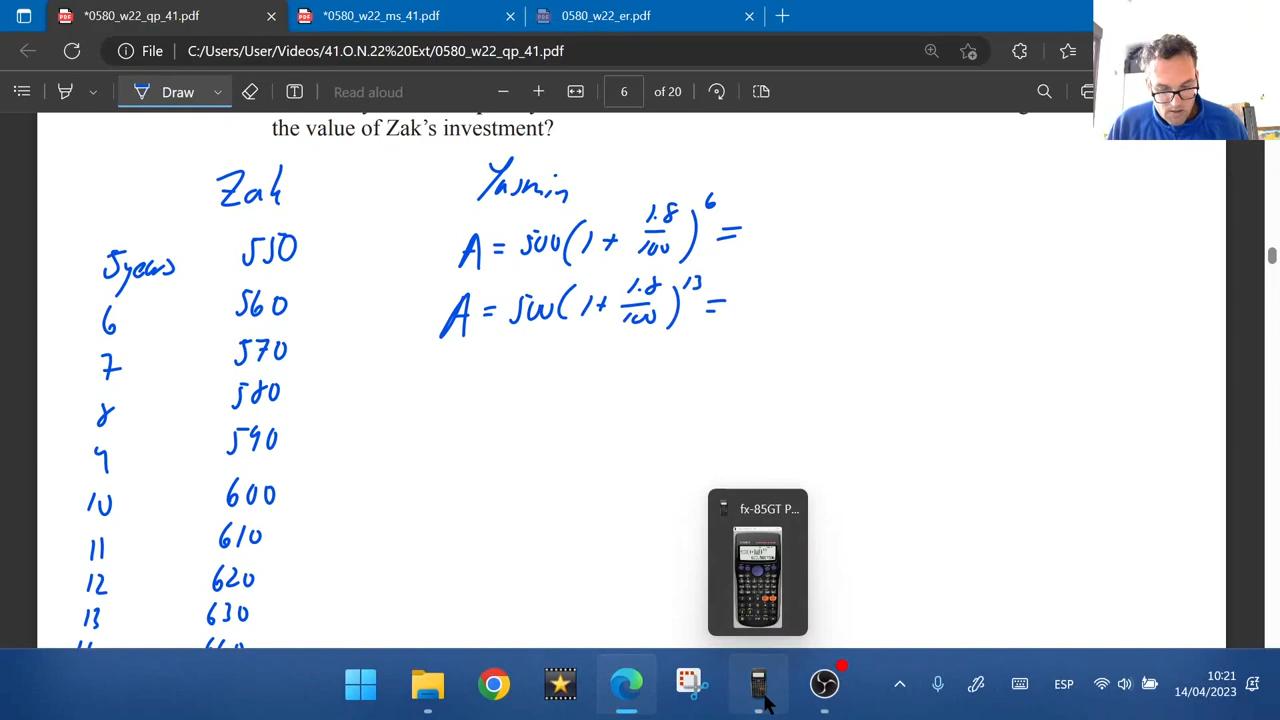 *0580_w22_qp_41.pdf
*0580_w22_ms_41.pdf
0580_w22_er.pdf
File
C:/Users/User/Videos/41.O.N.22%20Ext/0580_w22_qp_41.pdf
Draw
Read aloud
6 of 20
the value of Zak's investment?
Zak Yasmin
5 years 550 A = 500(1 + 1.8/100)^6 =
6 560 A = 500(1 + 1.8/100)^13 =
7 570
8 580
9 590
10 600
11 610
12 620
13 630
fx-85GT P...
ESP
10:21
14/04/2023